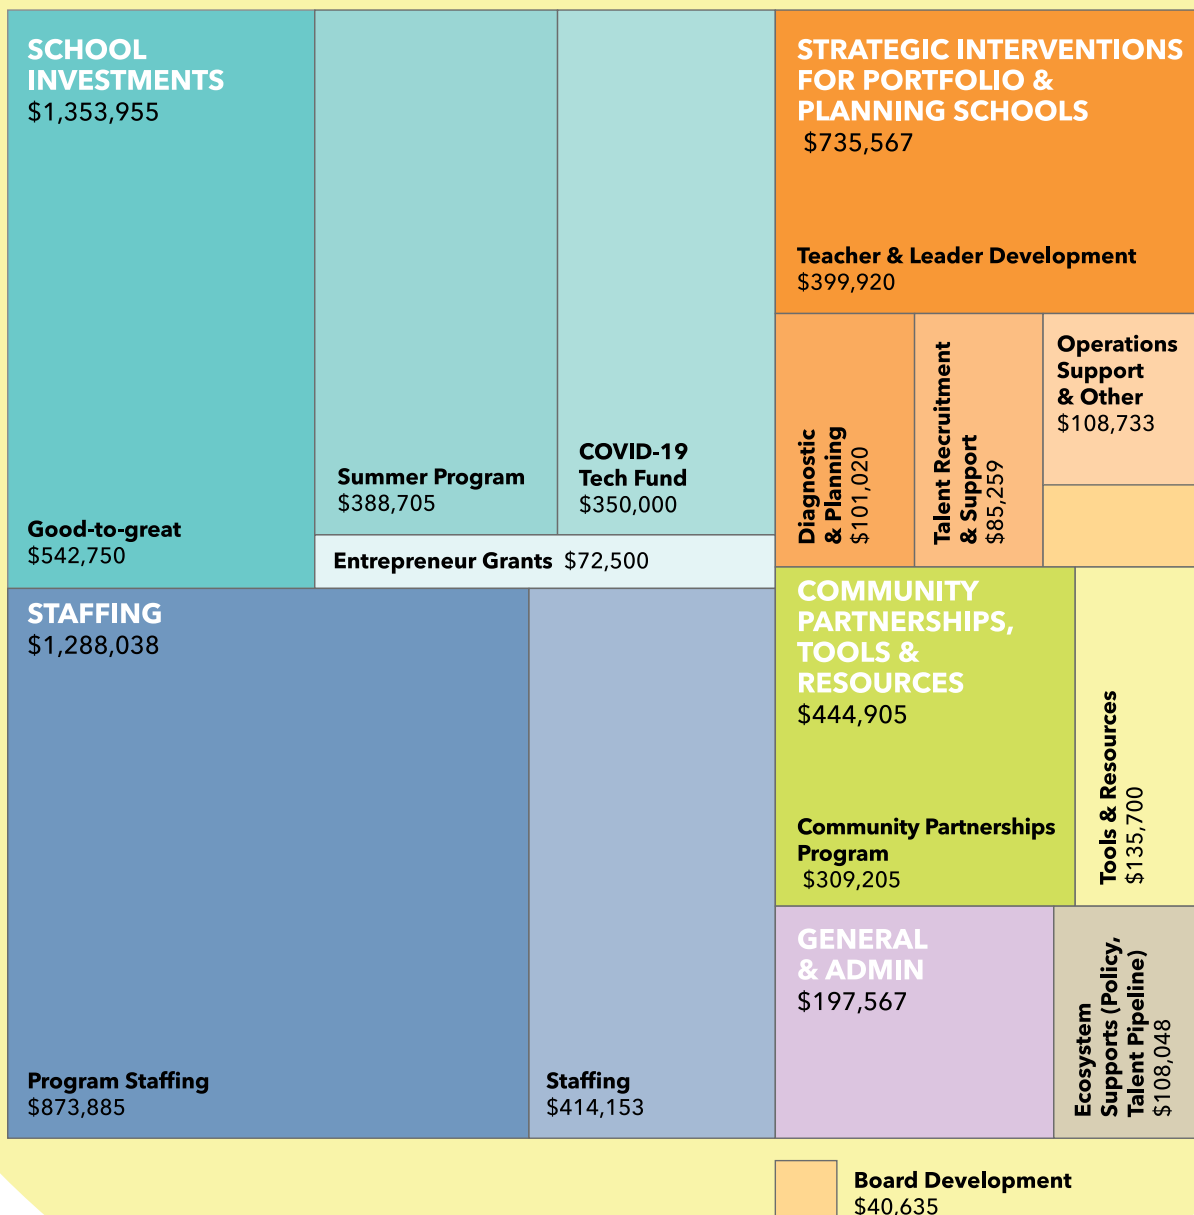 SCHOOL
INVESTMENTS
$1,353,955
Good-to-great
$542,750
Summer Program
$388,705
COVID-19
Tech Fund
$350,000
Entrepreneur Grants $72,500
STRATEGIC INTERVENTIONS
FOR PORTFOLIO &
PLANNING SCHOOLS
$735,567
Teacher & Leader Development
$399,920
Diagnostic
& Planning
$101,020
Talent Recruitment
& Support
$85,259
Operations
Support
& Other
$108,733
STAFFING
$1,288,038
Program Staffing
$873,885
Staffing
$414,153
COMMUNITY
PARTNERSHIPS,
TOOLS &
RESOURCES
$444,905
Community Partnerships
Program
$309,205
Tools & Resources
$135,700
GENERAL
& ADMIN
$197,567
Ecosystem
Supports (Policy,
Talent Pipeline)
$108,048
Board Development
$40,635